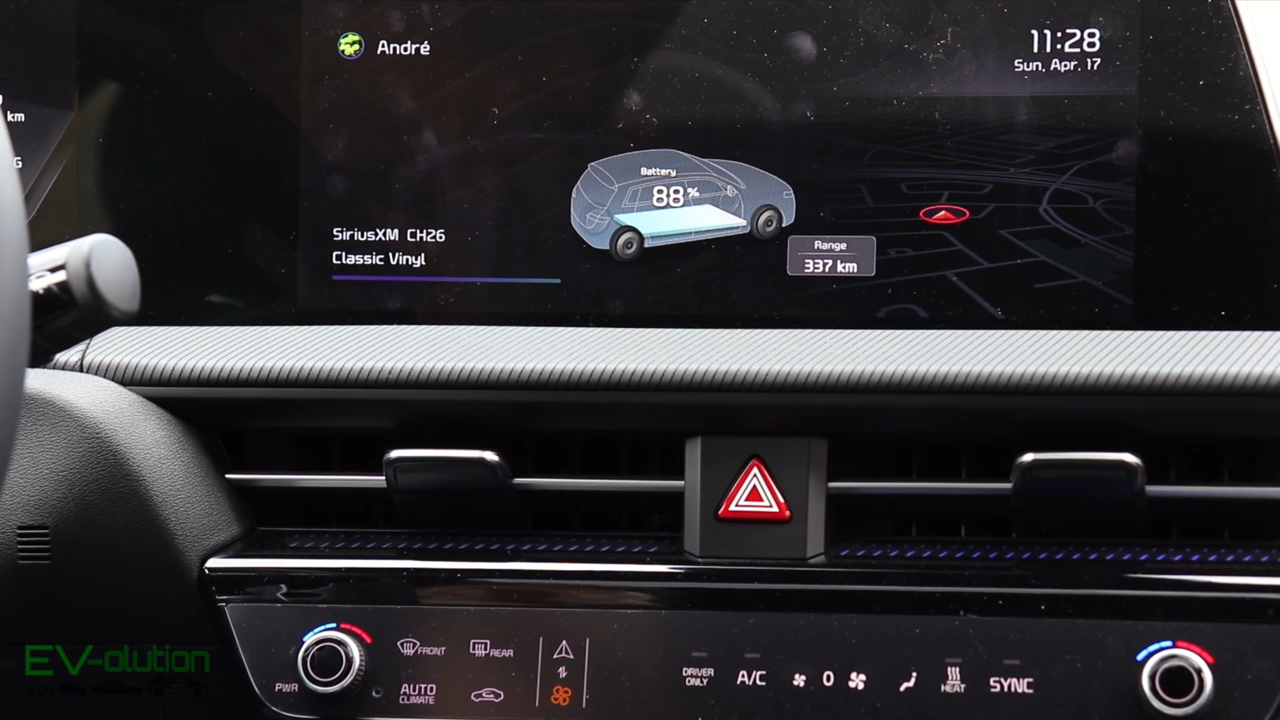 André
11:28
Sun, Apr. 17
km
G
Battery
88%
SiriusXM CH26
Classic Vinyl
Range
337 km
FRONT
REAR
PWR
AUTO
CLIMATE
DRIVER
ONLY
A/C
0
HEAT
SYNC
EV-olution